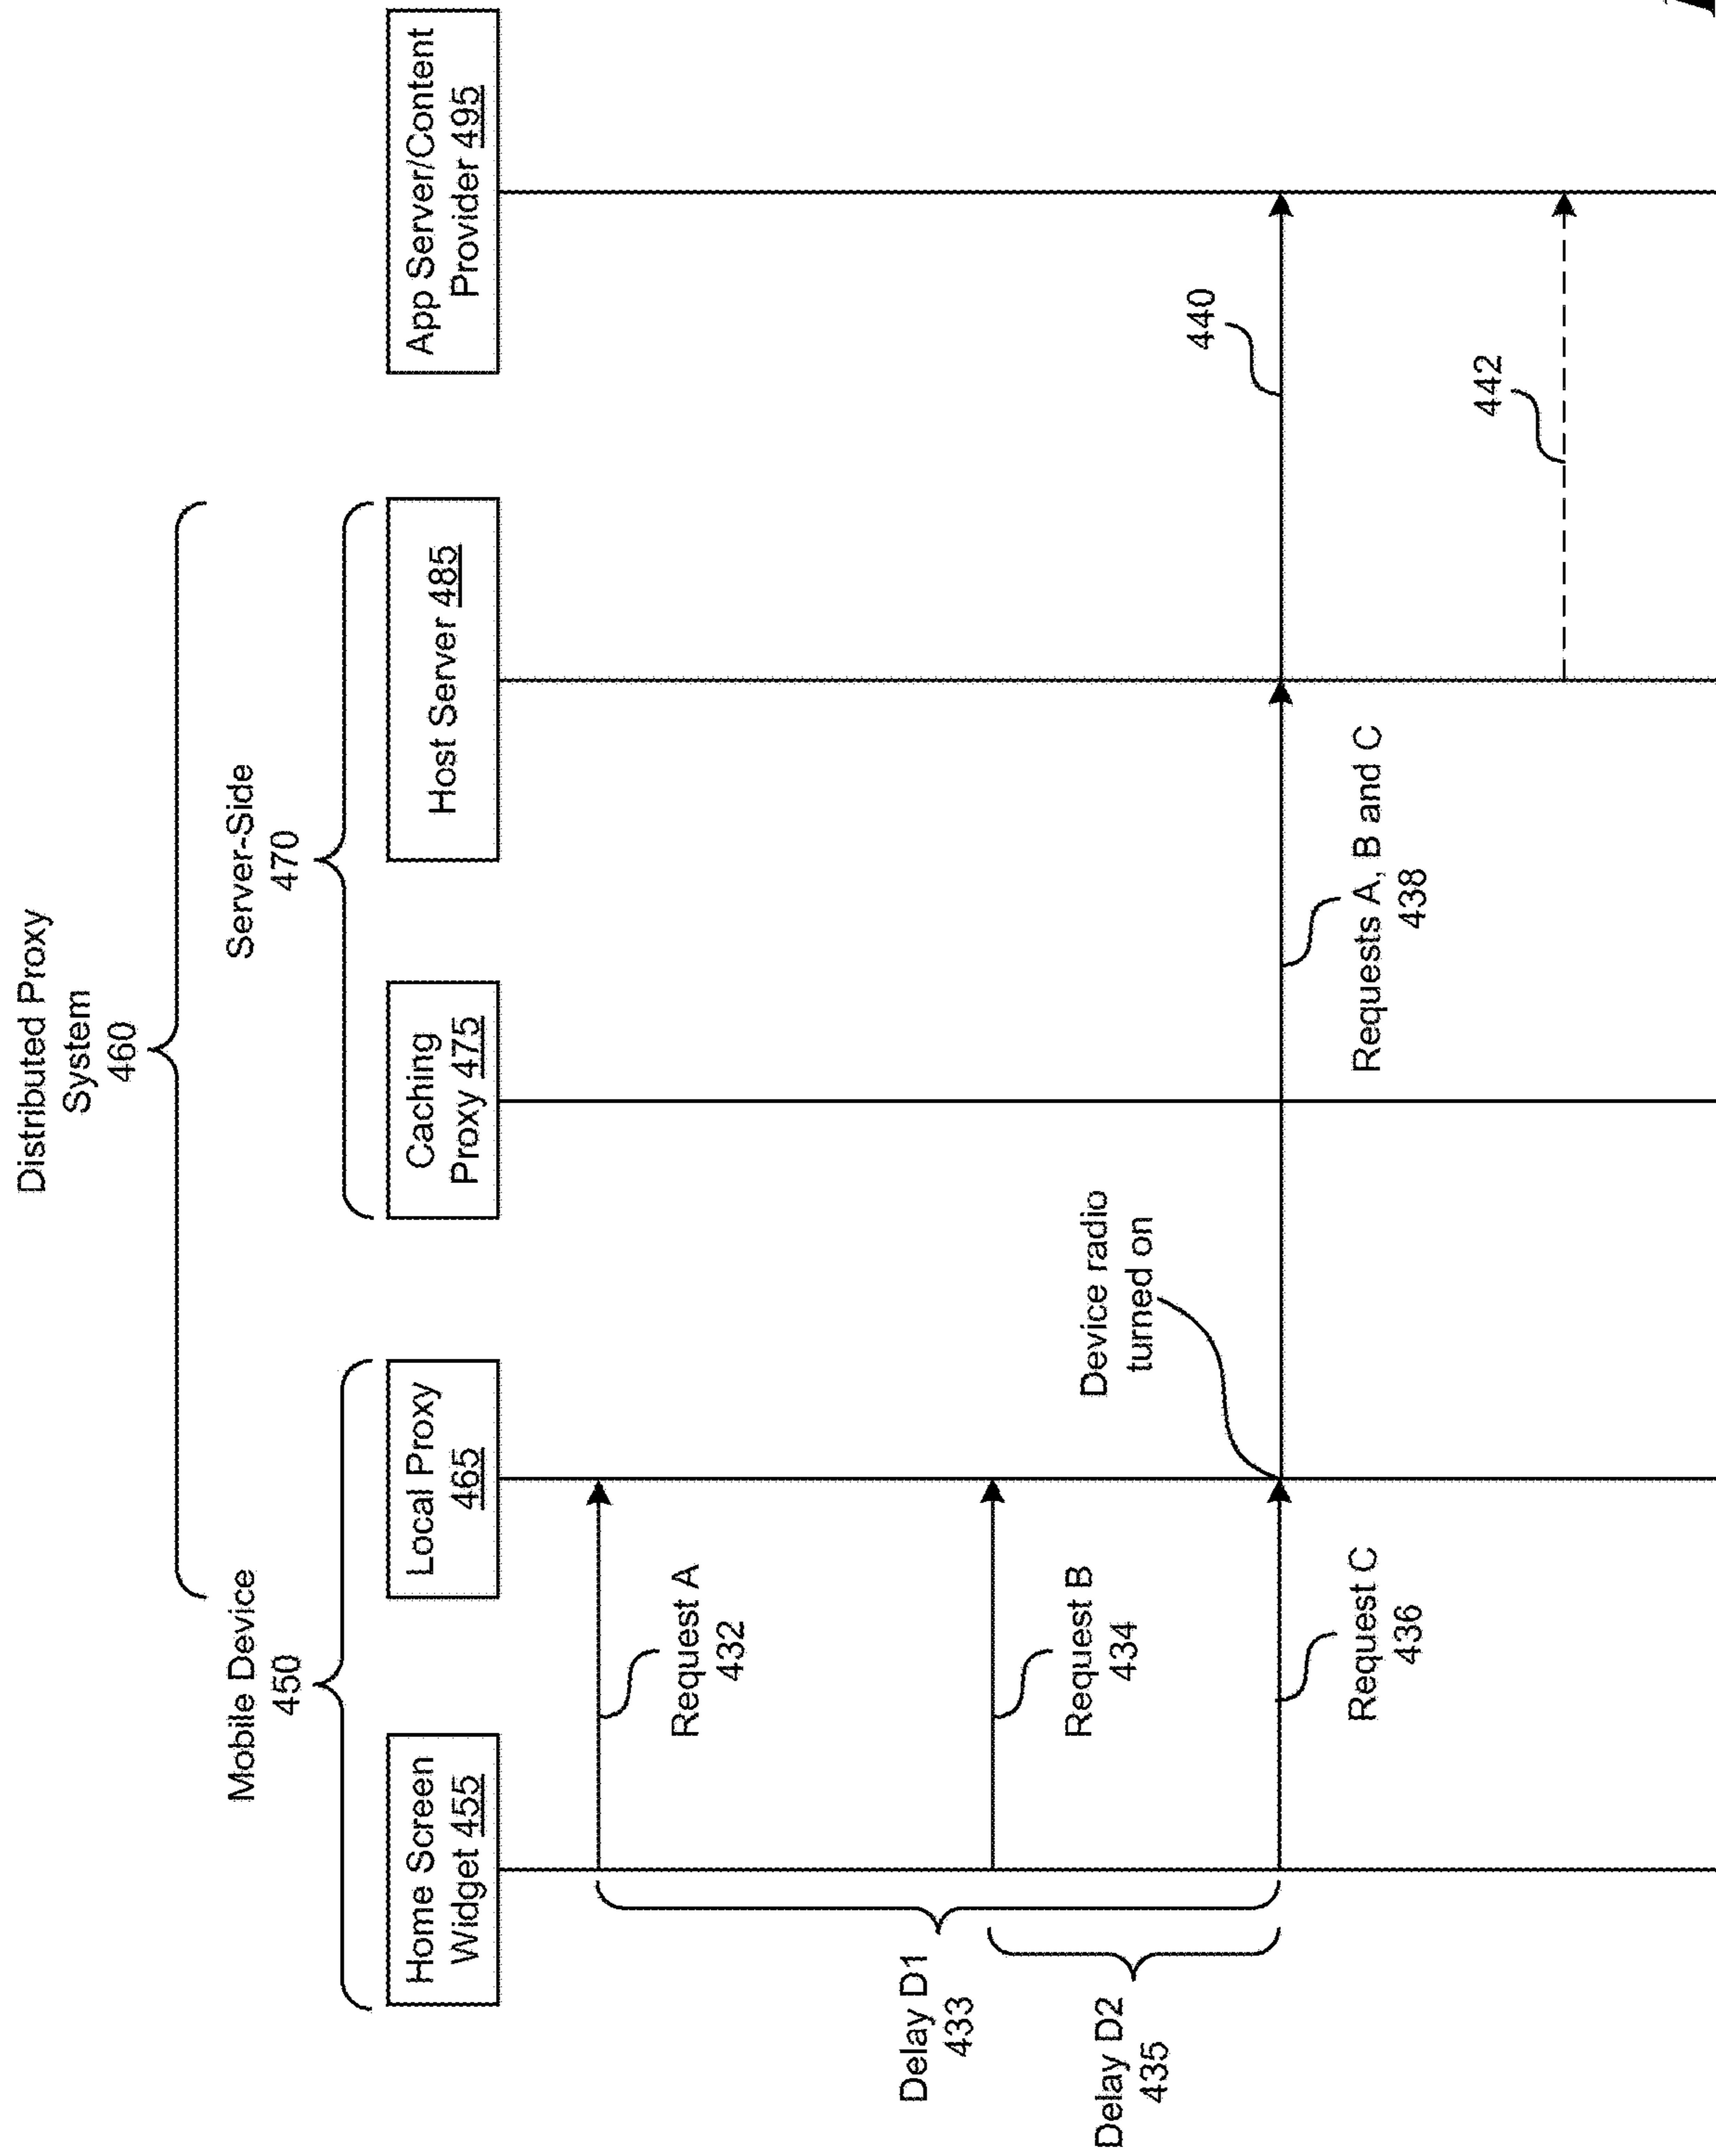 Distributed Proxy
System
460
Mobile Device
450
Server-Side
470
Home Screen
Widget 455
Local Proxy
465
Caching
Proxy 475
Host Server 485
App Server/Content
Provider 495
Request A
432
Delay D1
433
Request B
434
Delay D2
435
Device radio
turned on
Request C
436
Requests A, B and C
438
440
442